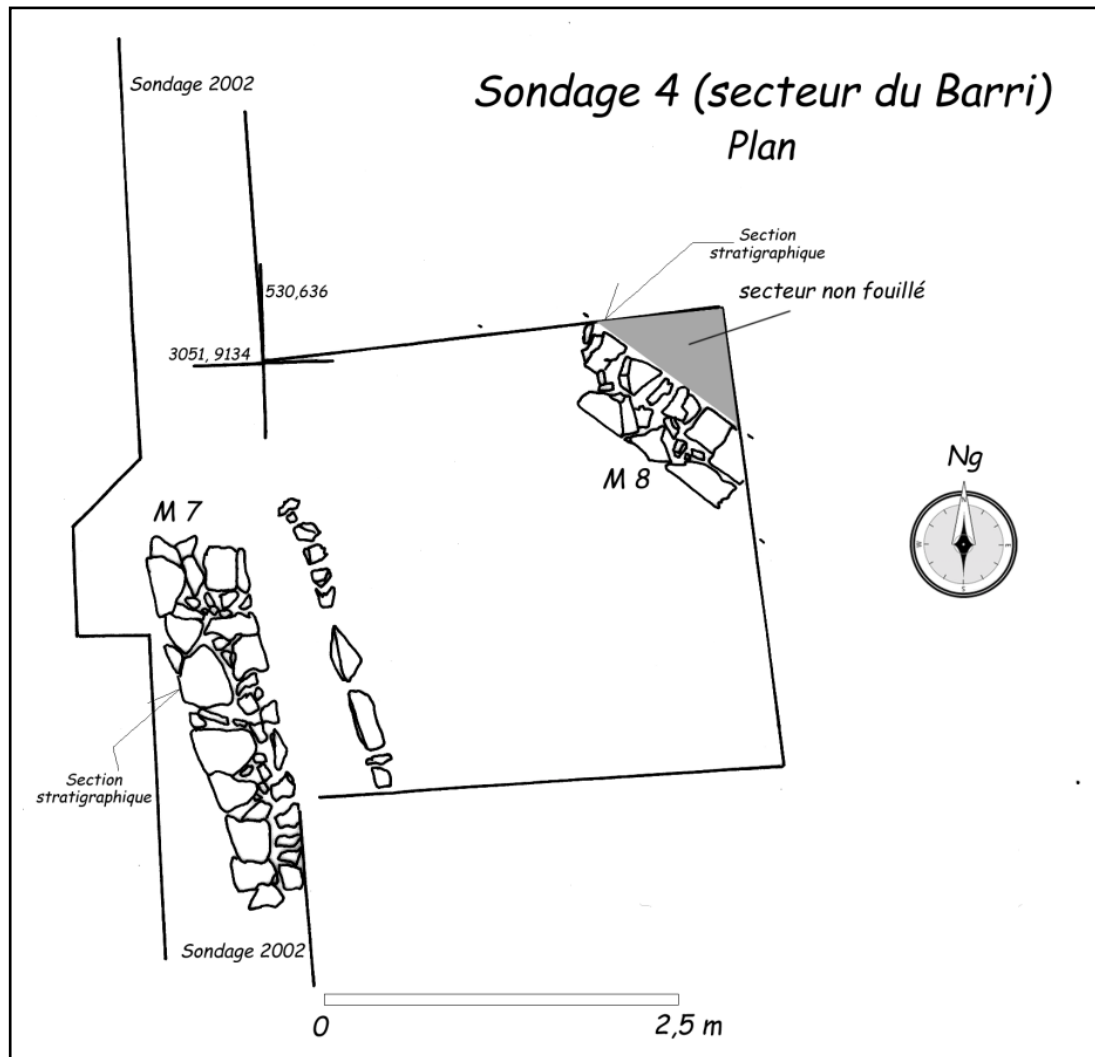 Sondage 2002
Sondage 4 (secteur du Barri)
Plan
Section
stratigraphique
secteur non fouillé
530,636
3051, 9134
M 8
M 7
Ng
N
S
Section
stratigraphique
Sondage 2002
0
2,5 m